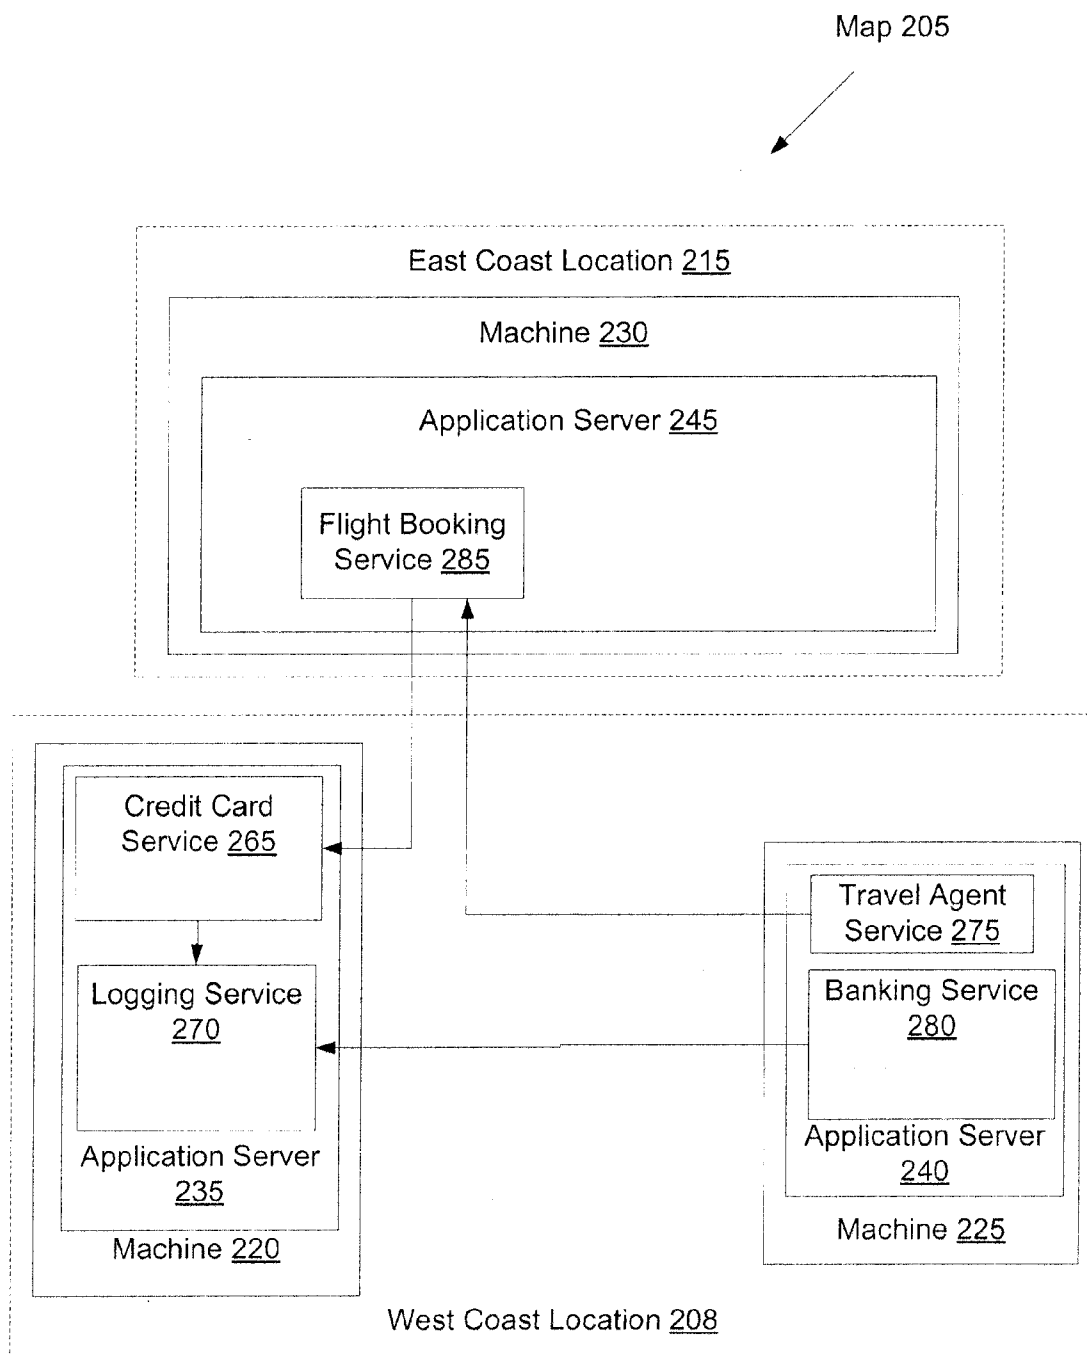 Map 205
East Coast Location 215
Machine 230
Application Server 245
Flight Booking
Service 285
Credit Card
Service 265
Logging Service
270
Application Server
235
Machine 220
Travel Agent
Service 275
Banking Service
280
Application Server
240
Machine 225
West Coast Location 208